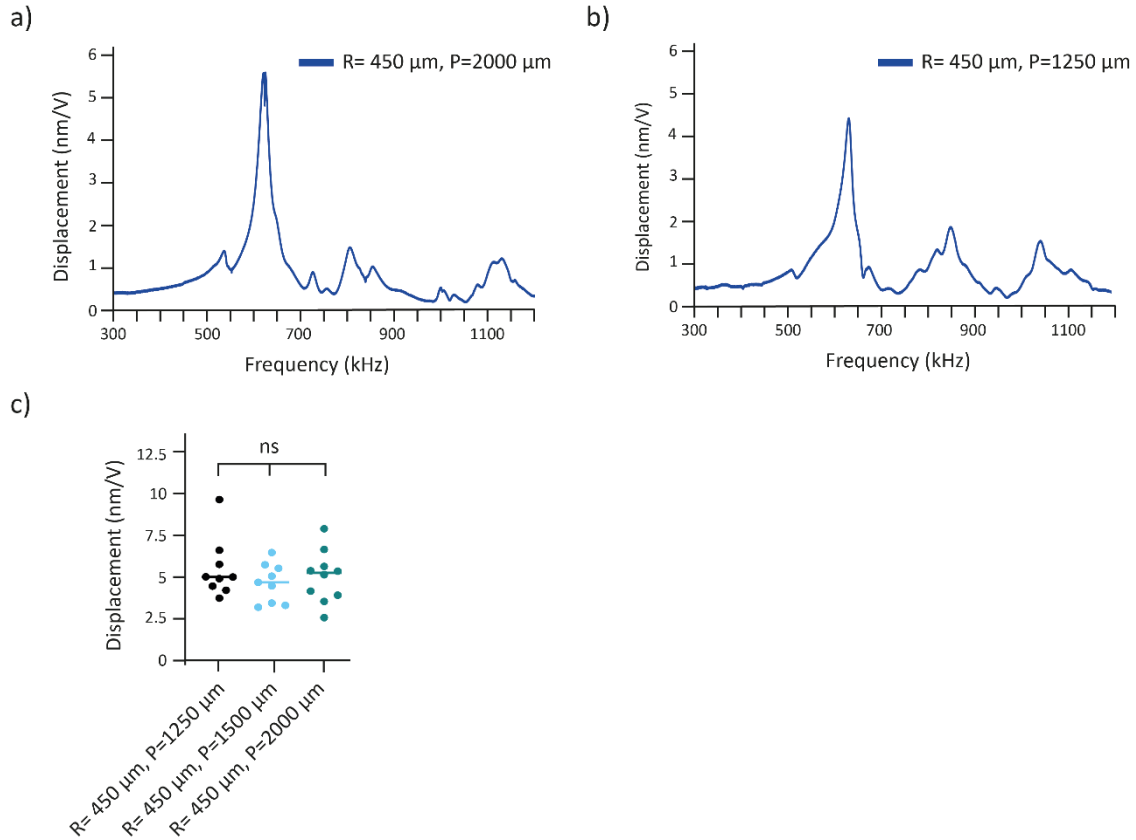 a)
R= 450 µm, P=2000 µm
Displacement (nm/V)
6
5
4
3
2
1
0
300 500 700 900 1100
Frequency (kHz)
b)
R= 450 µm, P=1250 µm
Displacement (nm/V)
6
5
4
3
2
1
0
300 500 700 900 1100
Frequency (kHz)
c)
Displacement (nm/V)
12.5
10
7.5
5
2.5
0
ns
R= 450 µm, P=1250 µm
R= 450 µm, P=1500 µm
R= 450 µm, P=2000 µm